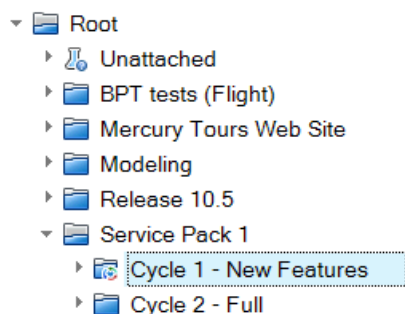 Root
Unattached
BPT tests (Flight)
Mercury Tours Web Site
Modeling
Release 10.5
Service Pack 1
Cycle 1 - New Features
Cycle 2 - Full